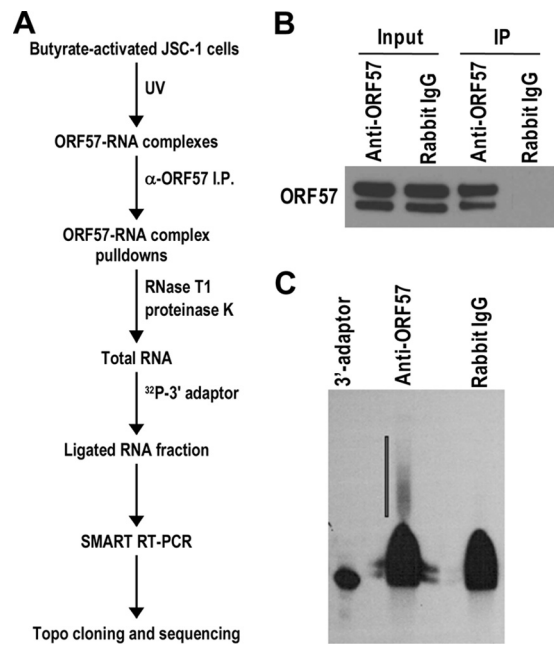 A
Butyrate-activated JSC-1 cells
UV
ORF57-RNA complexes
α-ORF57 I.P.
ORF57-RNA complex
pulldowns
RNase T1
proteinase K
Total RNA
³²P-3' adaptor
Ligated RNA fraction
SMART RT-PCR
Topo cloning and sequencing
B
Input IP
Anti-ORF57 Rabbit IgG Anti-ORF57 Rabbit IgG
ORF57
C
3'-adaptor Anti-ORF57 Rabbit IgG